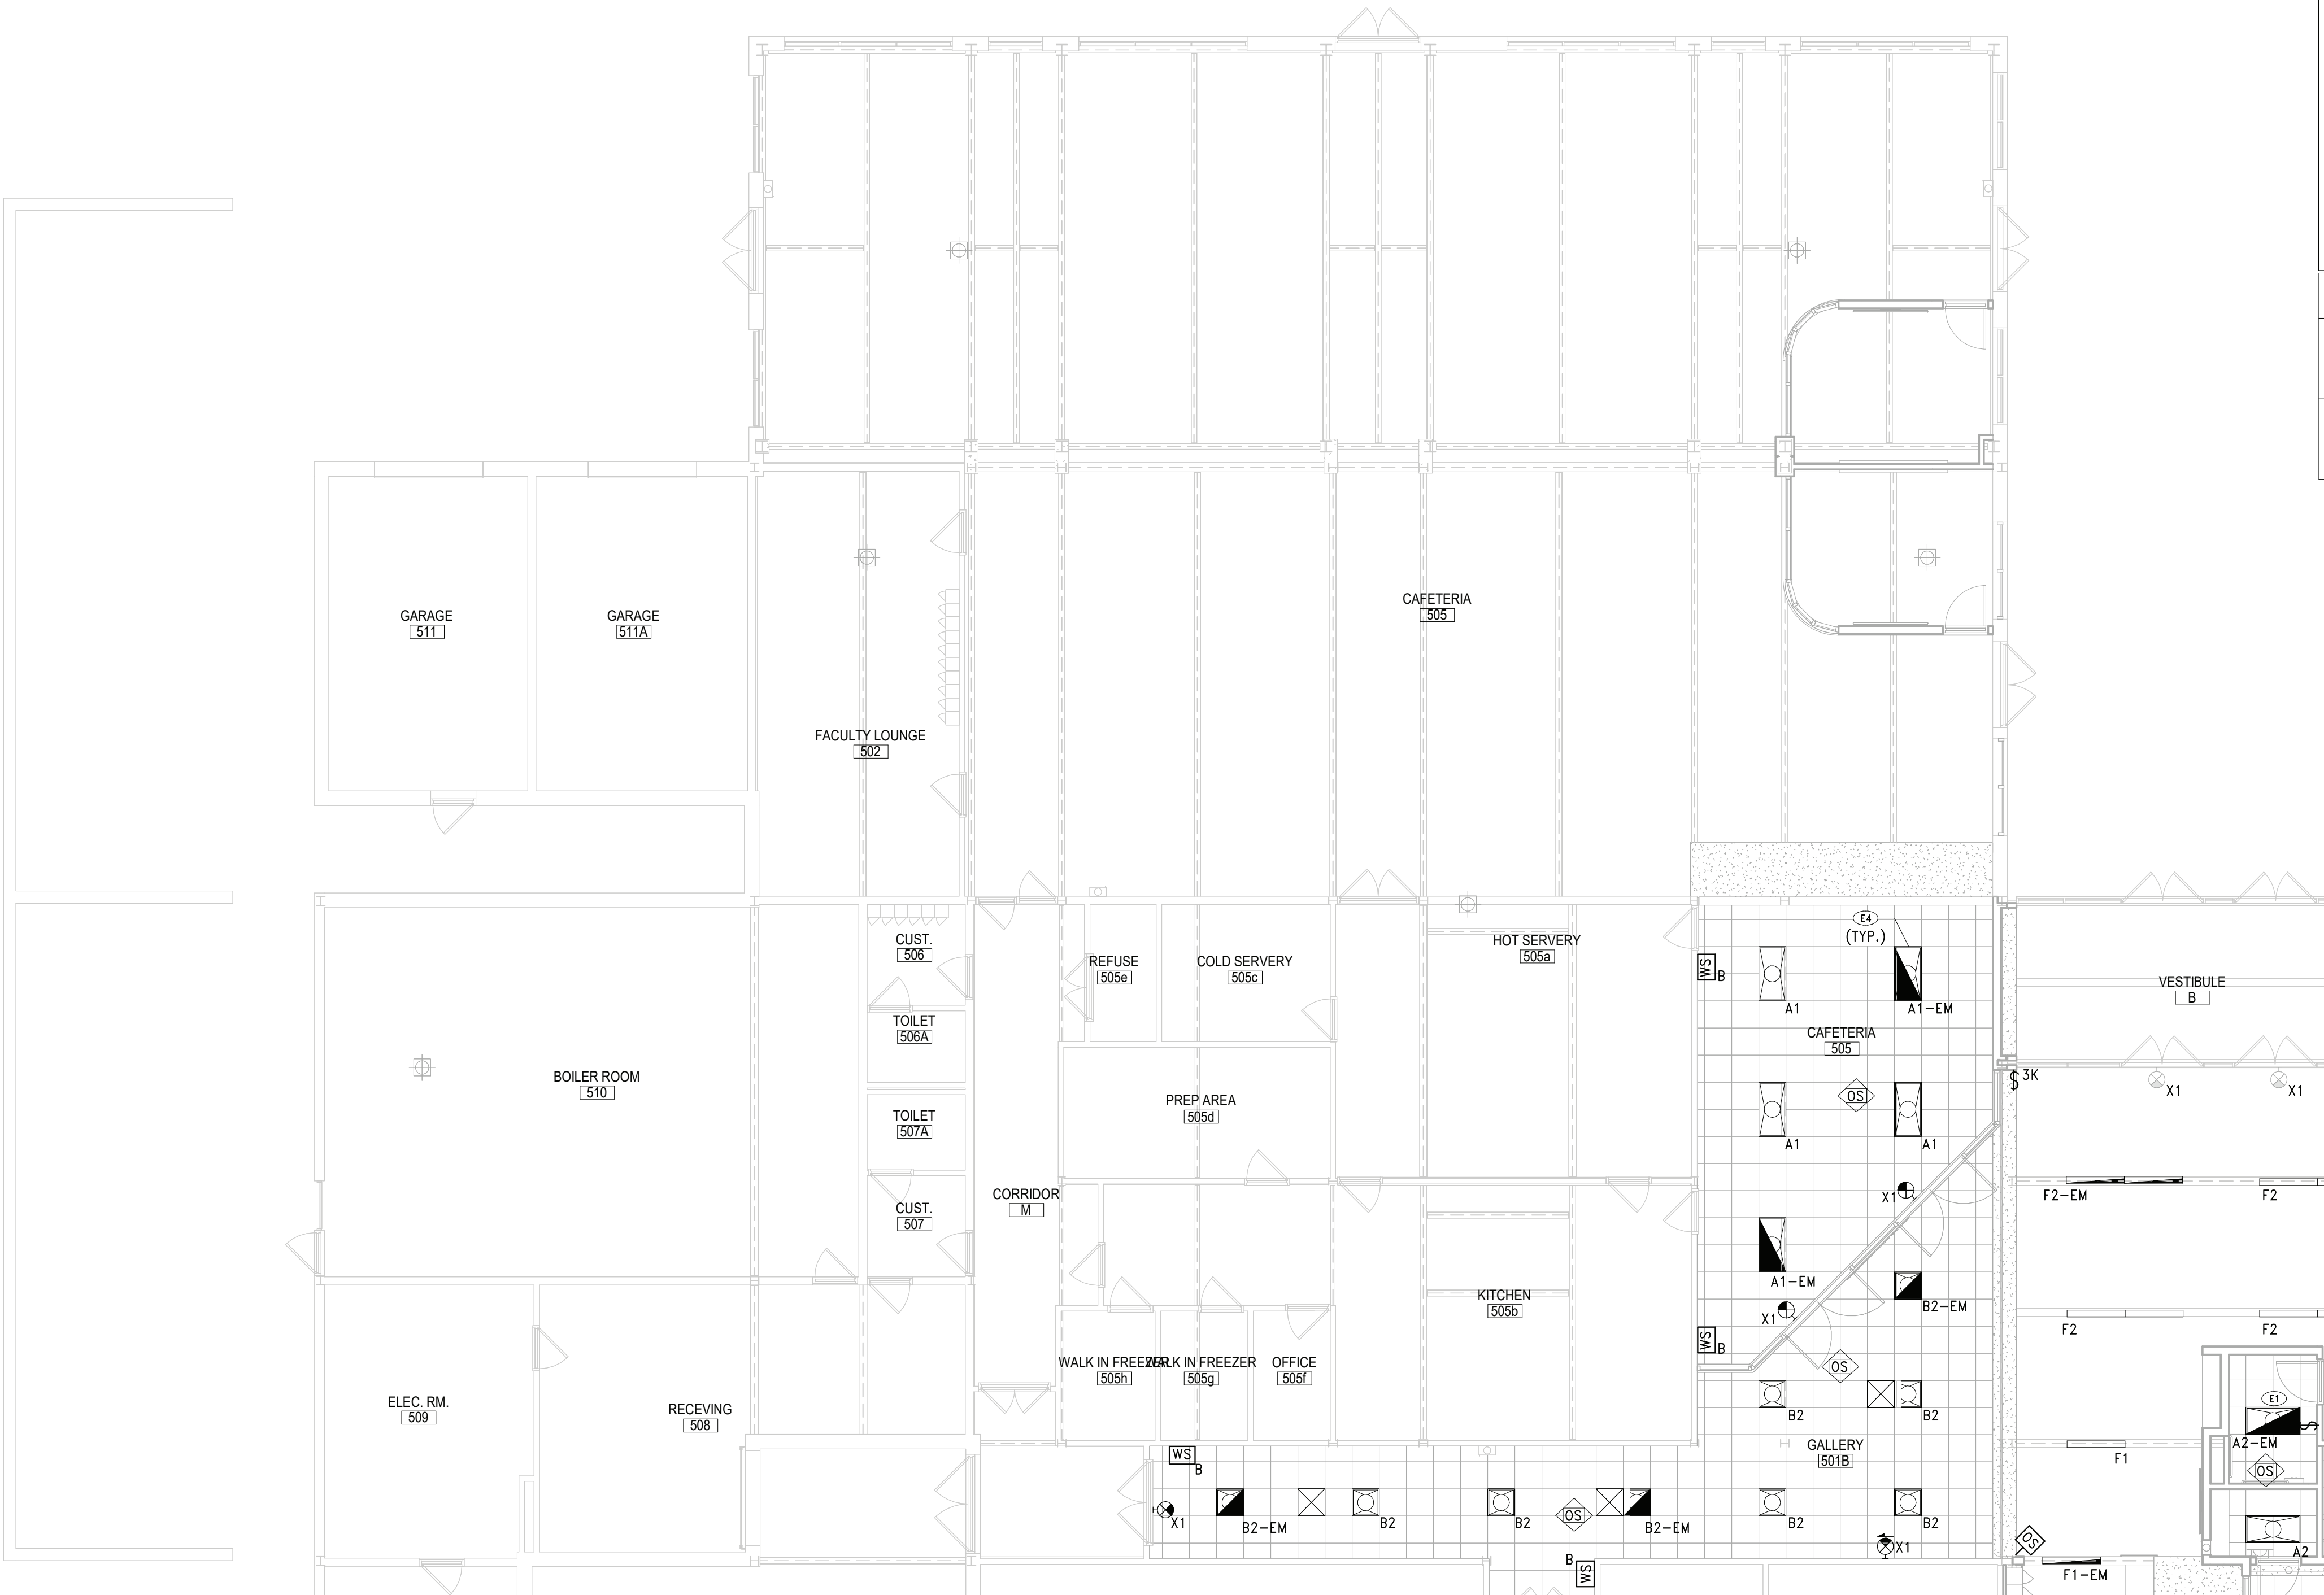 GARAGE
511
GARAGE
511A
CAFETERIA
505
FACULTY LOUNGE
502
E4
(TYP.)
CUST.
506
REFUSE
505e
COLD SERVERY
505c
HOT SERVERY
505a
WS
B
A1
A1-EM
VESTIBULE
B
TOILET
506A
CAFETERIA
505
BOILER ROOM
510
OS
$3K
X1
X1
PREP AREA
505d
TOILET
507A
A1
A1
CORRIDOR
M
CUST.
507
X1
F2-EM
F2
A1-EM
KITCHEN
505b
B2-EM
X1
F2
F2
WS
B
WALK IN FREEZER
505h
WALK IN FREEZER
505g
OFFICE
505f
OS
ELEC. RM.
509
RECEVING
508
E1
B2
B2
A2-EM
$
GALLERY
501B
F1
WS
B
OS
X1
B2-EM
B2
B2
OS
B2-EM
B2
B2
X1
OS
A2
B
WS
F1-EM